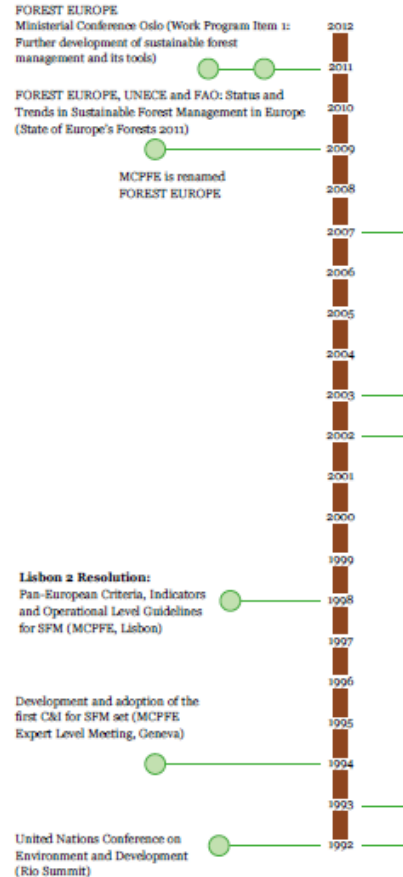 FOREST EUROPE
Ministerial Conference Oslo (Work Program Item 1:
Further development of sustainable forest
management and its tools)
FOREST EUROPE, UNECE and FAO: Status and
Trends in Sustainable Forest Management in Europe
(State of Europe's Forests 2011)
MCPFE is renamed
FOREST EUROPE
Lisbon 2 Resolution:
Pan-European Criteria, Indicators
and Operational Level Guidelines
for SFM (MCPFE, Lisbon)
Development and adoption of the
first C&I for SFM set (MCPFE
Expert Level Meeting, Geneva)
United Nations Conference on
Environment and Development
(Rio Summit)
2012
2011
2010
2009
2008
2007
2006
2005
2004
2003
2002
2001
2000
1999
1998
1997
1996
1995
1994
1993
1992